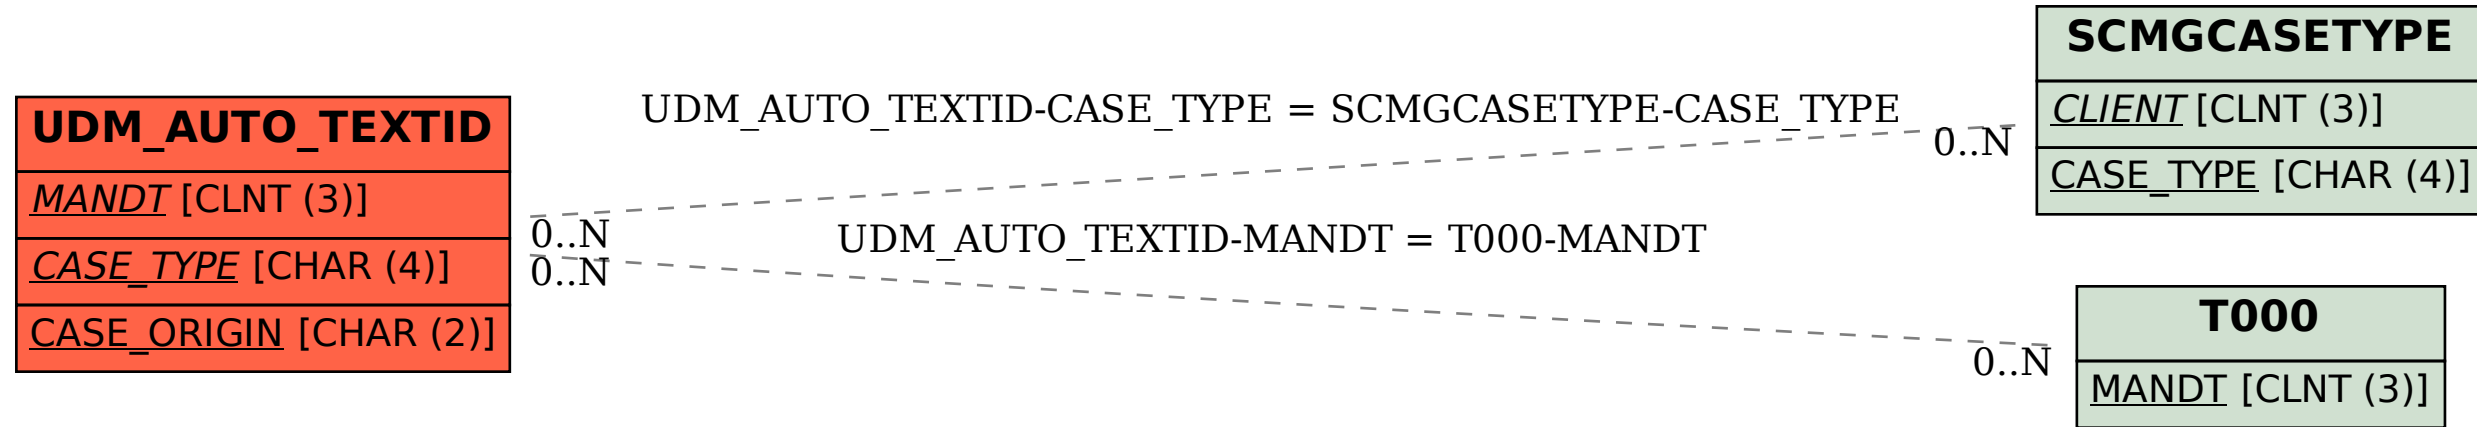 UDM_AUTO_TEXTID
MANDT [CLNT (3)]
CASE_TYPE [CHAR (4)]
CASE_ORIGIN [CHAR (2)]
UDM_AUTO_TEXTID-CASE_TYPE = SCMGCASETYPE-CASE_TYPE
0..N
0..N
UDM_AUTO_TEXTID-MANDT = T000-MANDT
0..N
0..N
SCMGCASETYPE
CLIENT [CLNT (3)]
CASE_TYPE [CHAR (4)]
T000
MANDT [CLNT (3)]